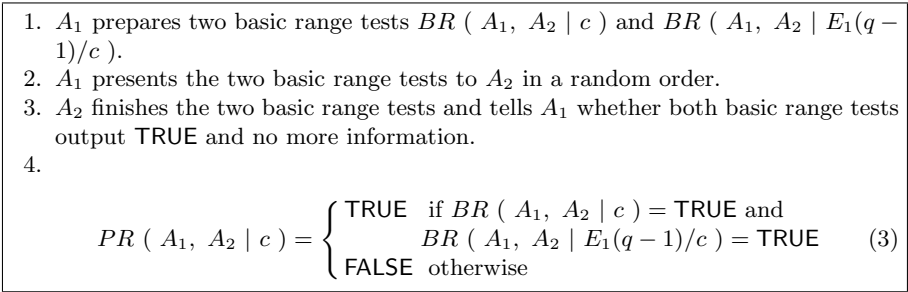 1. A₁ prepares two basic range tests BR ( A₁, A₂ | c ) and BR ( A₁, A₂ | E₁(q −
1)/c ).
2. A₁ presents the two basic range tests to A₂ in a random order.
3. A₂ finishes the two basic range tests and tells A₁ whether both basic range tests
output TRUE and no more information.
4.
TRUE if BR ( A₁, A₂ | c ) = TRUE and
PR ( A₁, A₂ | c ) = { BR ( A₁, A₂ | E₁(q − 1)/c ) = TRUE (3)
FALSE otherwise